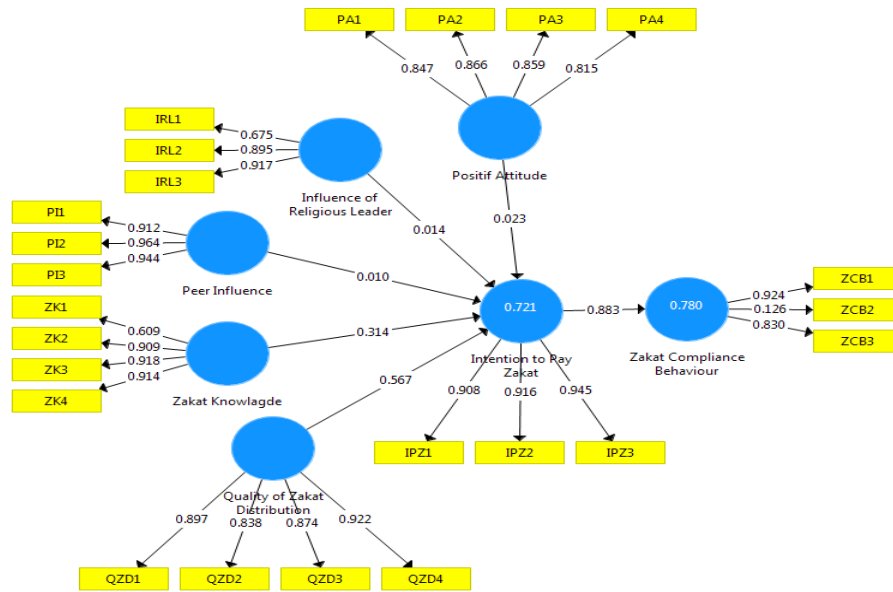 PA1 PA2 PA3 PA4
0.847 0.866 0.859 0.815
Positif Attitude
0.023
IRL1
IRL2
IRL3
0.675
0.895
0.917
Influence of
Religious Leader
0.014
PI1
PI2
PI3
0.912
0.964
0.944
Peer Influence
0.010
ZK1
ZK2
ZK3
ZK4
0.609
0.909
0.918
0.914
Zakat Knowlagde
0.314
0.721
Intention to Pay
Zakat
0.883
0.780
Zakat Compliance
Behaviour
0.924
0.126
0.830
ZCB1
ZCB2
ZCB3
0.567
0.908 0.916 0.945
IPZ1 IPZ2 IPZ3
Quality of Zakat
Distribution
0.897 0.838 0.874 0.922
QZD1 QZD2 QZD3 QZD4